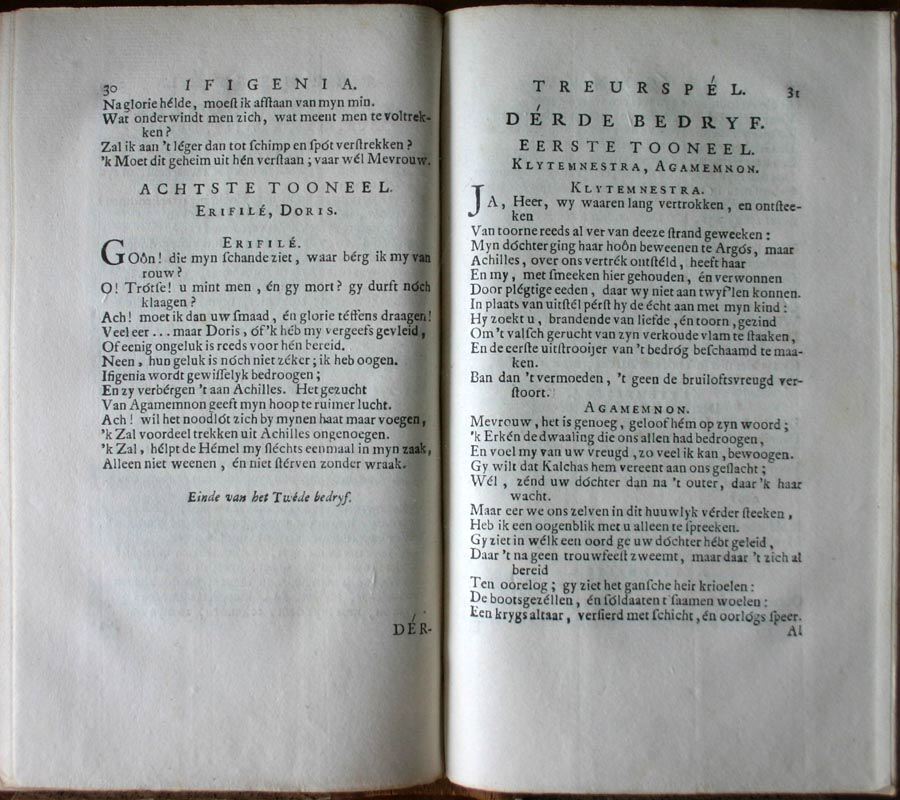 30 IFIGENIA.
Na glorie hélde, moeſt ik afſtaan van myn min.
Wat onderwindt men zich, wat meent men te voltrek-
ken?
Zal ik aan 't léger dan tot ſchimp en ſpót verſtrekken?
'k Moet dit geheim uit hén verſtaan; vaar wél Mevrouw.
ACHTSTE TOONEEL.
ERIFILÉ, DORIS.
ERIFILÉ.
GOôn! die myn ſchande ziet, waar bérg ik my van
rouw?
O! Trótſe! u mint men, én gy mort? gy durft nóch
klaagen?
Ach! moet ik dan uw ſmaad, én glorie téffens draagen!
Veel eer... maar Doris, óf 'k héb my vergeefs gevleid,
Of eenig ongeluk is reeds voor hén bereid.
Neen, hun geluk is nóch niet zéker; ik heb oogen.
Ifigenia wordt gewiſſelyk bedroogen;
En zy verbérgen 't aan Achilles. Het gezucht
Van Agamemnon geeft myn hoop te ruimer lucht.
Ach! wil het noodlót zich by mynen haat maar voegen,
'k Zal voordeel trekken uit Achilles ongenoegen.
'k Zal, hélpt de Hémel my ſléchts eenmaal in myn zaak,
Alleen niet weenen, én niet ſtérven zonder wraak.
Einde van het Twéde bedryf.
DÉR-
TREURSPÉL. 31
DÉRDE BEDRYF.
EERSTE TOONEEL.
KLYTEMNESTRA, AGAMEMNON.
KLYTEMNESTRA.
JA, Heer, wy waaren lang vertrokken, en ontſtee-
ken
Van toorne reeds al ver van deeze ſtrand geweeken:
Myn dóchter ging haar hoôn beweenen te Argós, maar
Achilles, over ons vertrék ontſtéld, heeft haar
En my, met ſmeeken hier gehouden, én verwonnen
Door plégtige eeden, daar wy niet aan twyf'len konnen.
In plaats van uitſtél pérſt hy de écht aan met myn kind:
Hy zoekt u, brandende van liefde, én toorn, gezind
Om 't valſch gerucht van zyn verkoude vlam te ſtaaken,
En de eerſte uitſtrooijer van 't bedróg beſchaamd te maa-
ken.
Ban dan 't vermoeden, 't geen de bruiloftsvreugd ver-
ſtoort.
AGAMEMNON.
Mevrouw, het is genoeg, geloof hém op zyn woord;
'k Erkén de dwaaling die ons allen had bedroogen,
En voel my van uw vreugd, zo veel ik kan, bewoogen.
Gy wilt dat Kalchas hem vereent aan ons geſlacht;
Wél, zénd uw dóchter dan na 't outer, daar 'k haar
wacht.
Maar eer we ons zelven in dit huuwlyk vérder ſteeken,
Heb ik een oogenblik met u alleen te ſpreeken.
Gy ziet in wélk een oord ge uw dóchter hébt geleid,
Daar 't na geen trouwfeeſt zweemt, maar daar 't zich al
bereid
Ten oorelog; gy ziet het ganſche heir krioelen:
De bootsgezéllen, én ſóldaaten t'ſaamen woelen:
Een krygs altaar, verſierd met ſchicht, én oorlógs ſpeer.
Al